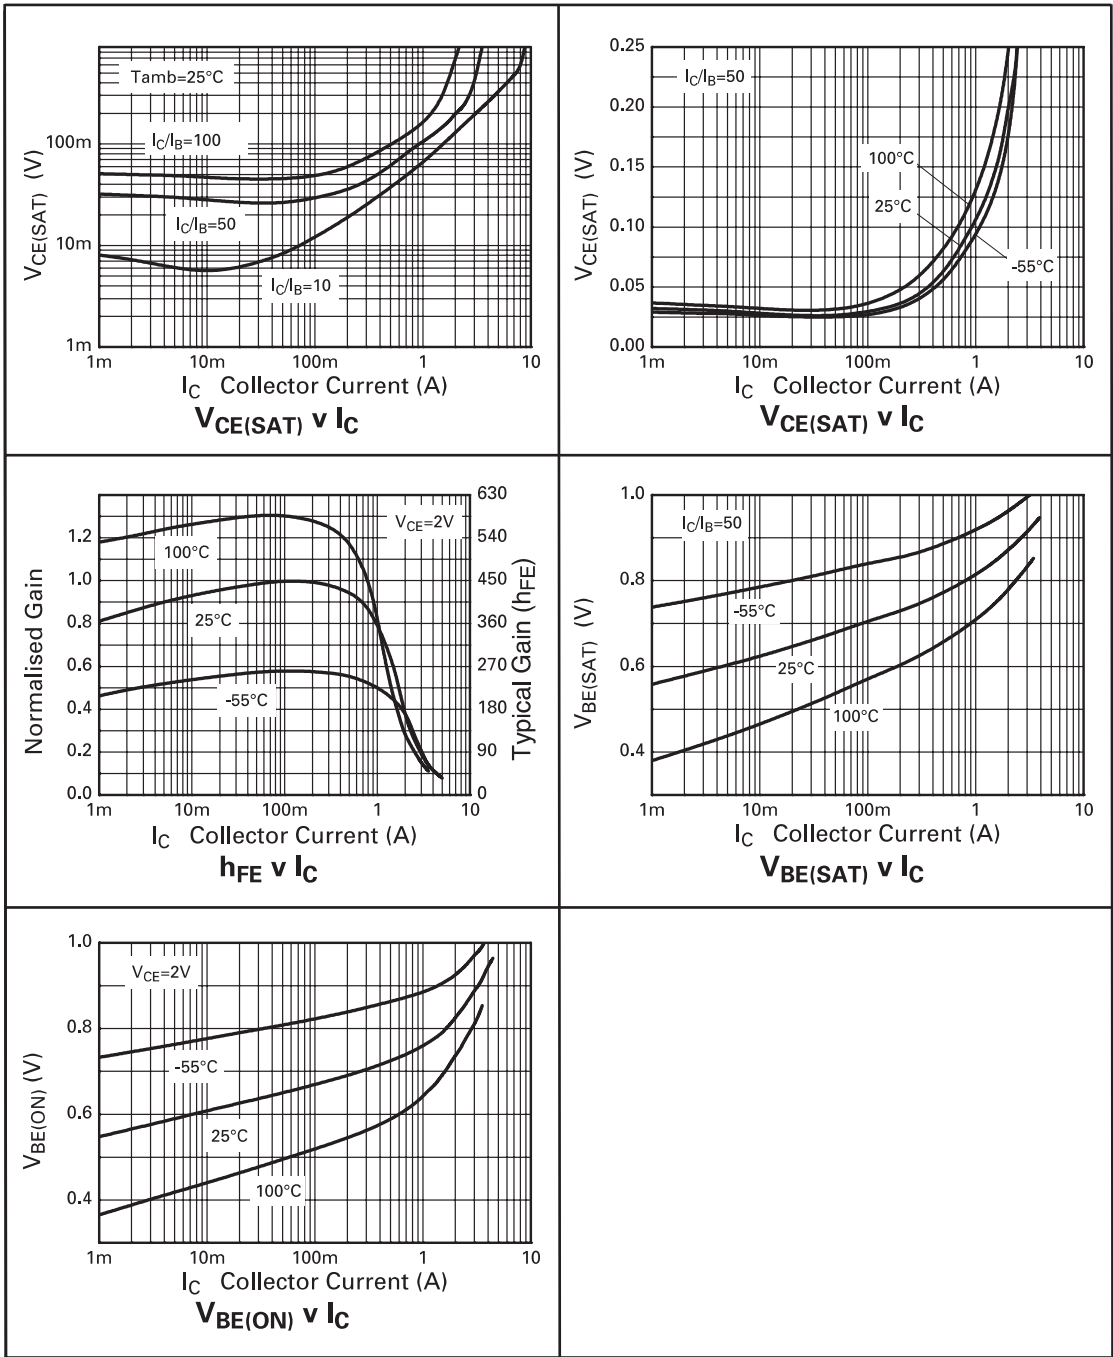 Tamb=25°C
IC/IB=100
IC/IB=50
IC/IB=10
VCE(SAT) (V)
100m
10m
1m
1m 10m 100m 1 10
IC Collector Current (A)
VCE(SAT) v IC
IC/IB=50
100°C
25°C
-55°C
VCE(SAT) (V)
0.25
0.20
0.15
0.10
0.05
0.00
1m 10m 100m 1 10
IC Collector Current (A)
VCE(SAT) v IC
VCE=2V
100°C
25°C
-55°C
Normalised Gain
1.2
1.0
0.8
0.6
0.4
0.2
0.0
630
540
450
360
270
180
90
0
Typical Gain (hFE)
1m 10m 100m 1 10
IC Collector Current (A)
hFE v IC
IC/IB=50
-55°C
25°C
100°C
VBE(SAT) (V)
1.0
0.8
0.6
0.4
1m 10m 100m 1 10
IC Collector Current (A)
VBE(SAT) v IC
VCE=2V
-55°C
25°C
100°C
VBE(ON) (V)
1.0
0.8
0.6
0.4
1m 10m 100m 1 10
IC Collector Current (A)
VBE(ON) v IC